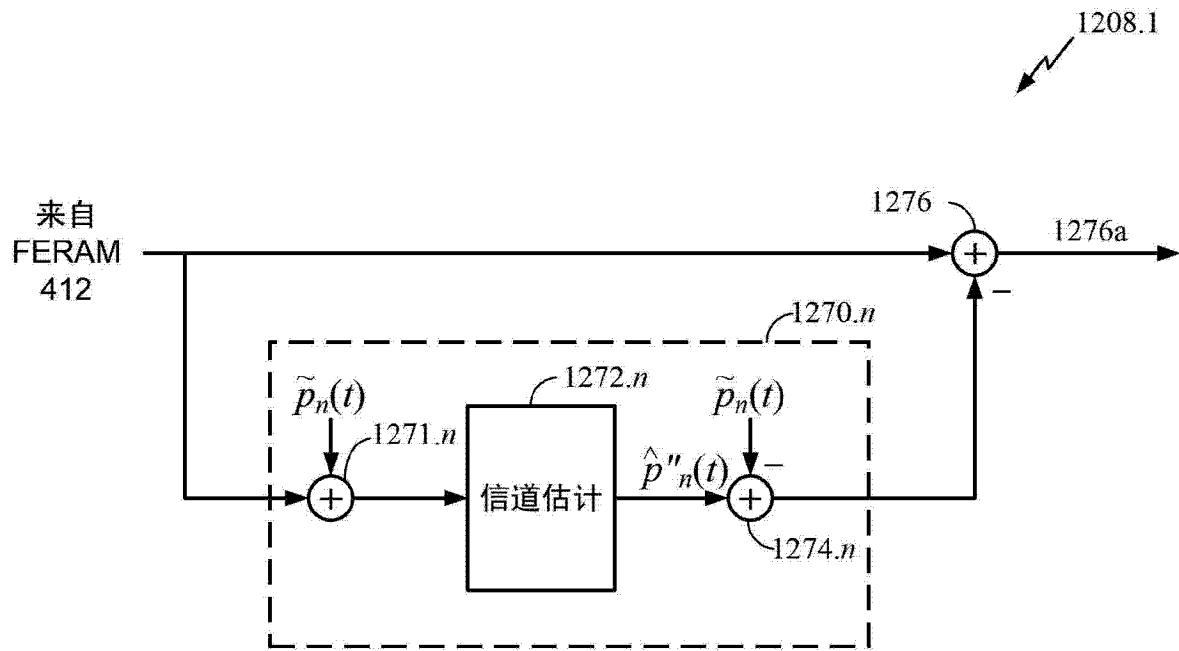 1208.1
来自
FERAM
412
1276
1276a
−
1270.n
p̃ₙ(t)
1271.n
1272.n
信道估计
p̂″ₙ(t)
p̃ₙ(t)
−
1274.n
+
+
+